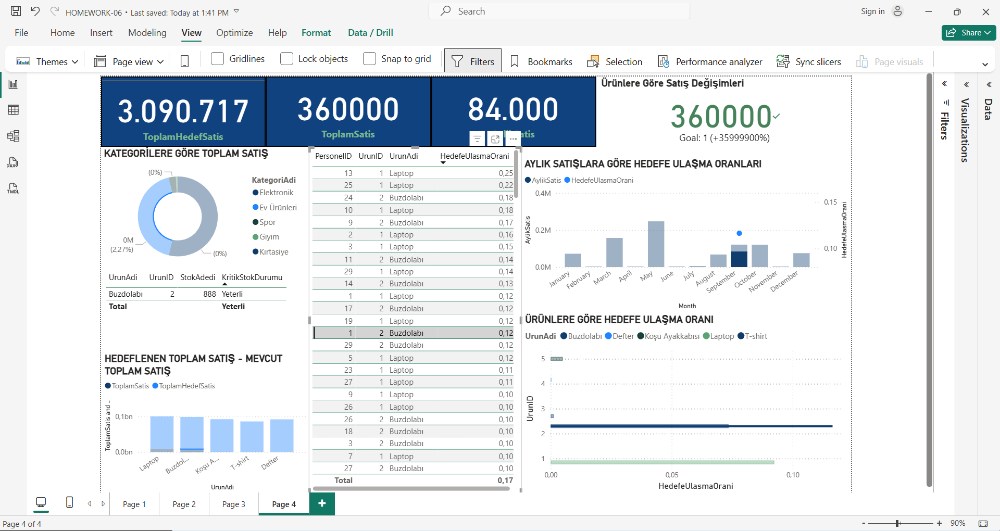 HOMEWORK-06 • Last saved: Today at 1:41 PM
Search
Sign in
File Home Insert Modeling View Optimize Help Format Data / Drill
Share
Themes Page view Gridlines Lock objects Snap to grid Filters Bookmarks Selection Performance analyzer Sync slicers Page visuals
DAX
TMDL
3.090.717
ToplamHedefSatis
360000
ToplamSatis
84.000
Ürünlere Göre Satış Değişimleri
360000
Goal: 1 (+35999900%)
Filters
Visualizations
Data
KATEGORİLERE GÖRE TOPLAM SATIŞ
(0%)
0M
(2,27%)
(0%)
KategoriAdi
Elektronik
Ev Ürünleri
Spor
Giyim
Kırtasiye
UrunAdi UrunID StokAdedi KritikStokDurumu
Buzdolabı 2 888 Yeterli
Total Yeterli
HEDEFLENEN TOPLAM SATIŞ - MEVCUT
TOPLAM SATIŞ
ToplamSatis ToplamHedefSatis
ToplamSatis and ...
0,1bn
0,0bn
Laptop Buzdol... Koşu A... T-shirt Defter
UrunAdi
PersonelID UrunID UrunAdi HedefeUlasmaOrani
13 1 Laptop 0,25
25 1 Laptop 0,22
24 2 Buzdolabı 0,18
10 1 Laptop 0,18
9 2 Buzdolabı 0,17
2 1 Laptop 0,16
3 1 Laptop 0,15
11 2 Buzdolabı 0,14
29 1 Laptop 0,14
14 2 Buzdolabı 0,13
1 1 Laptop 0,12
17 2 Buzdolabı 0,12
19 1 Laptop 0,12
1 2 Buzdolabı 0,12
29 2 Buzdolabı 0,12
5 1 Laptop 0,12
23 1 Laptop 0,11
27 1 Laptop 0,11
9 1 Laptop 0,10
26 1 Laptop 0,10
26 2 Buzdolabı 0,10
18 2 Buzdolabı 0,10
3 2 Buzdolabı 0,10
7 1 Laptop 0,10
27 2 Buzdolabı 0,10
Total 0,17
AYLIK SATIŞLARA GÖRE HEDEFE ULAŞMA ORANLARI
AylikSatis HedefeUlasmaOrani
AylikSatis
0,4M
0,2M
0,0M
0,15
0,10
HedefeUlasmaOrani
January February March April May June July August September October November December
Month
ÜRÜNLERE GÖRE HEDEFE ULAŞMA ORANI
UrunAdi Buzdolabı Defter Koşu Ayakkabısı Laptop T-shirt
UrunID
5
4
3
2
1
0,00 0,05 0,10
HedefeUlasmaOrani
Page 1 Page 2 Page 3 Page 4 +
Page 4 of 4
- + 90%